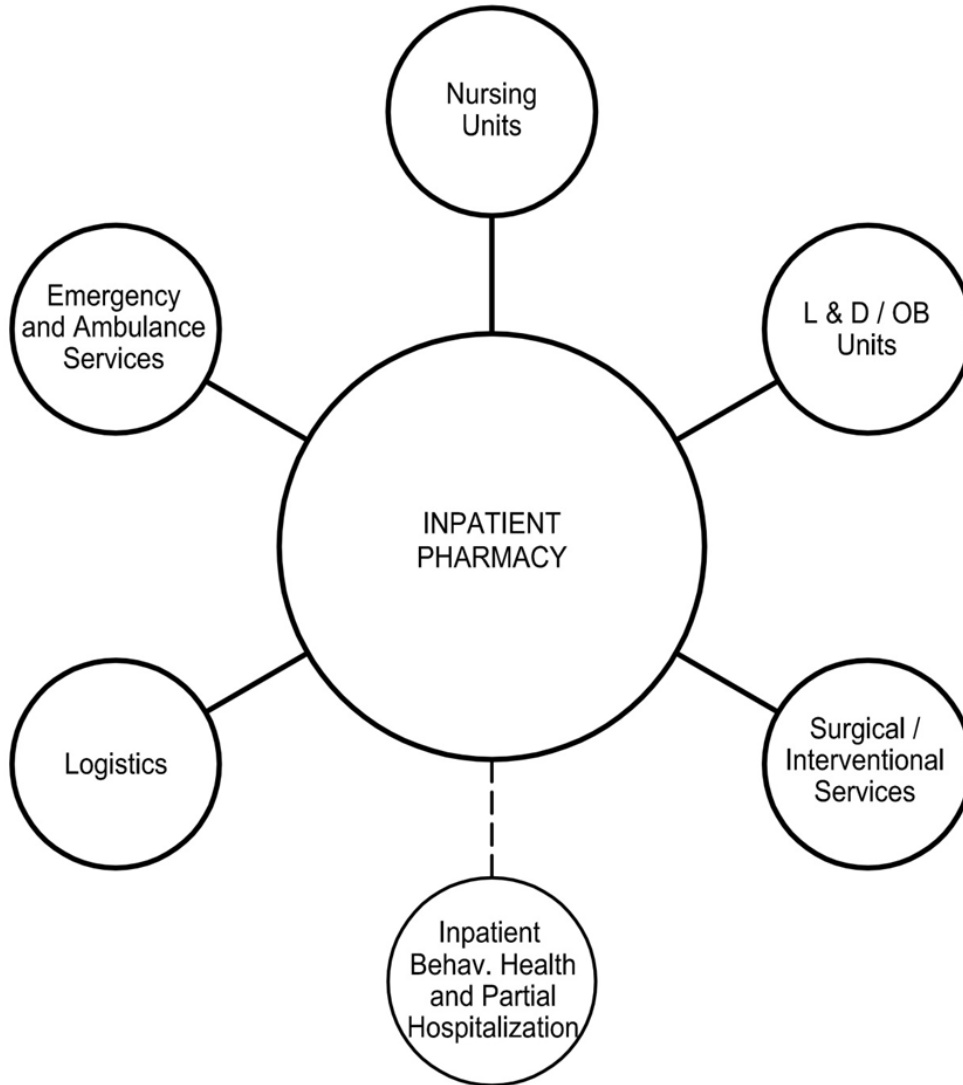 Nursing
Units
Emergency
and Ambulance
Services
L & D / OB
Units
INPATIENT
PHARMACY
Logistics
Surgical /
Interventional
Services
Inpatient
Behav. Health
and Partial
Hospitalization